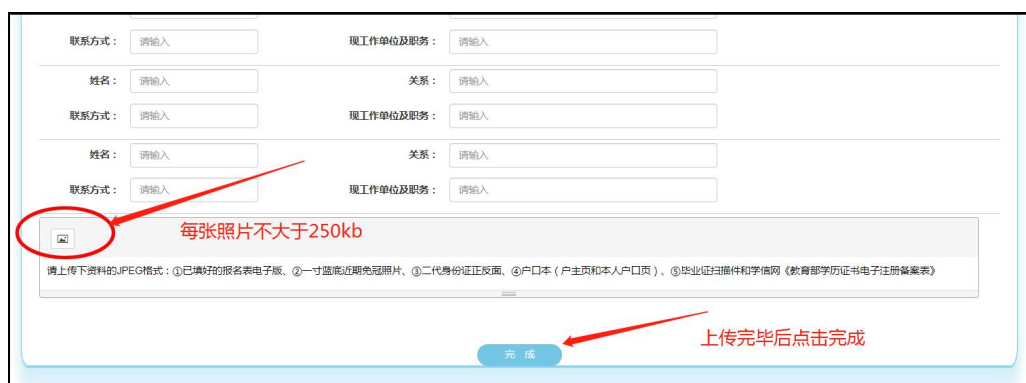 联系方式： 请输入 现工作单位及职务： 请输入
姓名： 请输入 关系： 请输入
联系方式： 请输入 现工作单位及职务： 请输入
姓名： 请输入 关系： 请输入
联系方式： 请输入 现工作单位及职务： 请输入
每张照片不大于250kb
请上传下资料的JPEG格式：①已填好的报名表电子版、②一寸蓝底近期免冠照片、③二代身份证正反面、④户口本（户主页和本人户口页）、⑤毕业证扫描件和学信网《教育部学历证书电子注册备案表》
上传完毕后点击完成
完 成